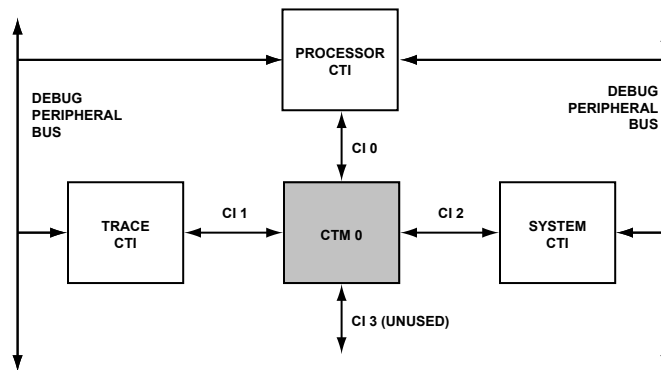 PROCESSOR
CTI
DEBUG
PERIPHERAL
BUS
DEBUG
PERIPHERAL
BUS
CI 0
TRACE
CTI
CI 1
CTM 0
CI 2
SYSTEM
CTI
CI 3 (UNUSED)